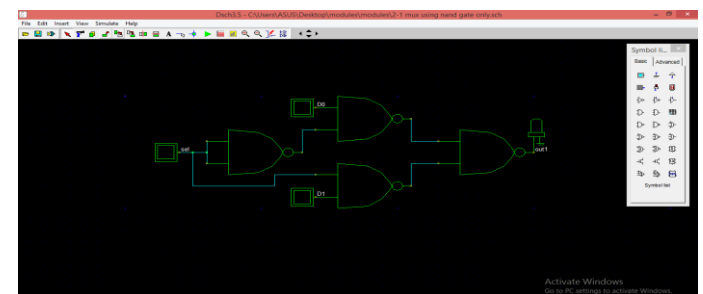 Dsch3.5 - C:\Users\ASUS\Desktop\modules\modules\2-1 mux using nand gate only.sch
File Edit Insert View Simulate Help
Symbol li...
Basic Advanced
D0
sel
out1
D1
Symbol list
Activate Windows
Go to PC settings to activate Windows.